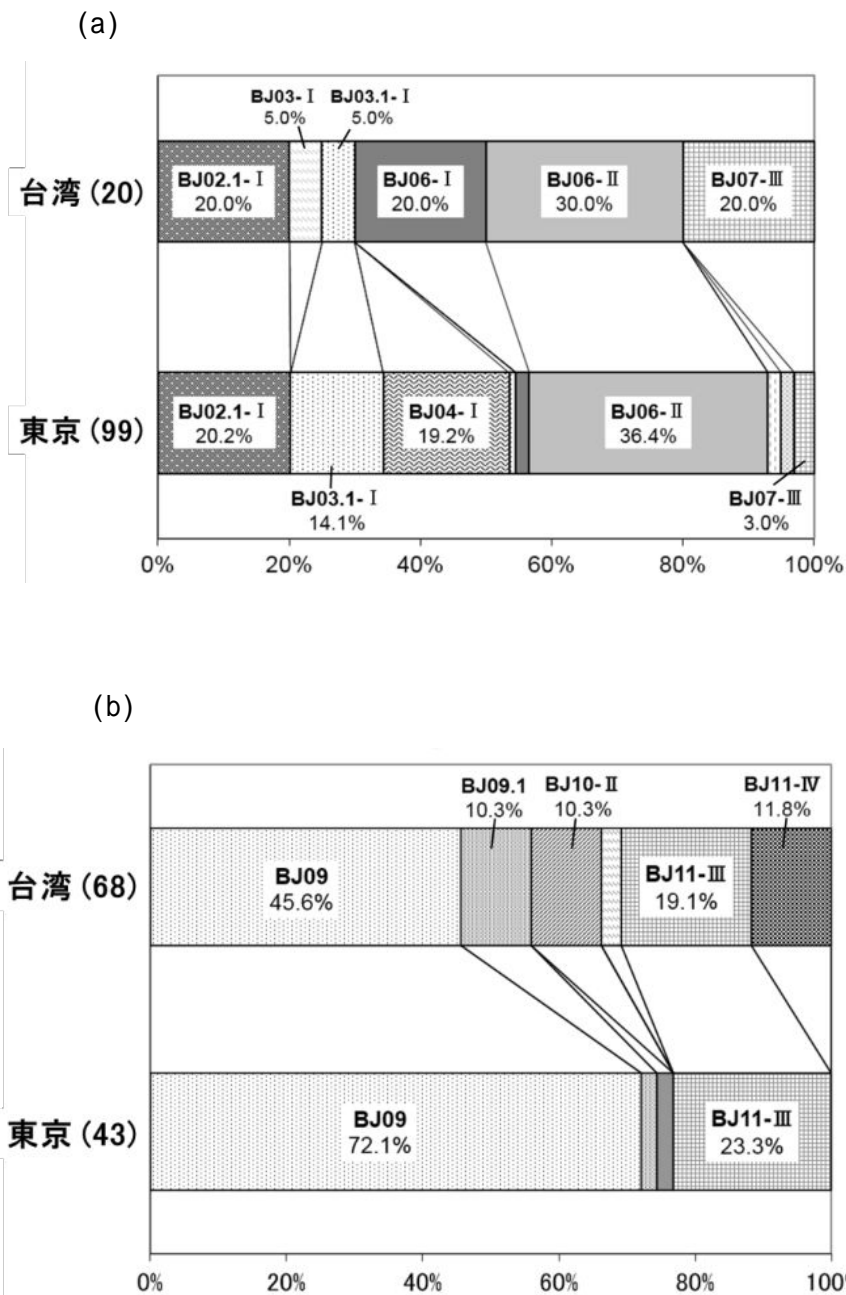 (a)
BJ03-Ⅰ BJ03.1-Ⅰ
5.0% 5.0%
台湾(20)
BJ02.1-Ⅰ BJ06-Ⅰ BJ06-Ⅱ BJ07-Ⅲ
20.0% 20.0% 30.0% 20.0%
東京(99)
BJ02.1-Ⅰ BJ04-Ⅰ BJ06-Ⅱ
20.2% 19.2% 36.4%
BJ03.1-Ⅰ BJ07-Ⅲ
14.1% 3.0%
0% 20% 40% 60% 80% 100%
(b)
BJ09.1 BJ10-Ⅱ BJ11-Ⅳ
10.3% 10.3% 11.8%
台湾(68)
BJ09 BJ11-Ⅲ
45.6% 19.1%
東京(43)
BJ09 BJ11-Ⅲ
72.1% 23.3%
0% 20% 40% 60% 80% 100